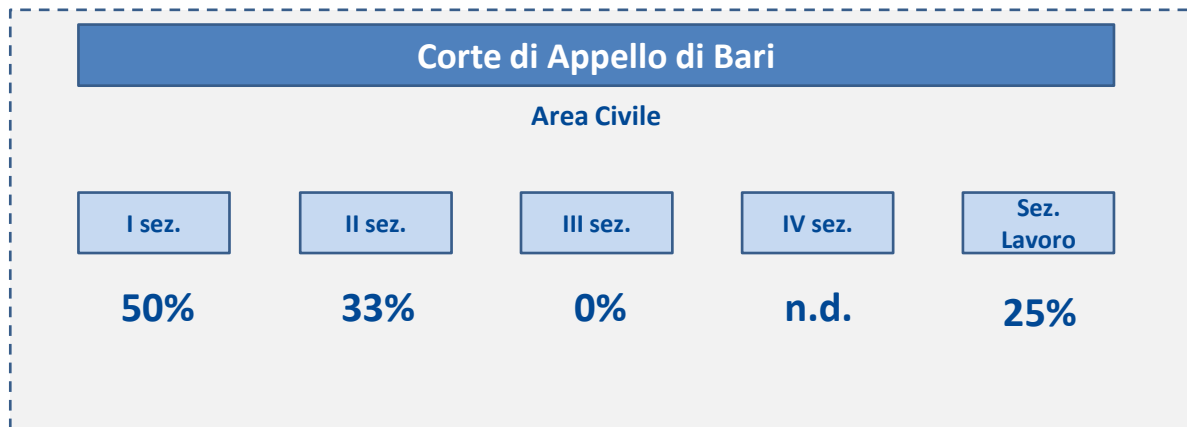 Corte di Appello di Bari
Area Civile
I sez.
II sez.
III sez.
IV sez.
Sez.
Lavoro
50%
33%
0%
n.d.
25%